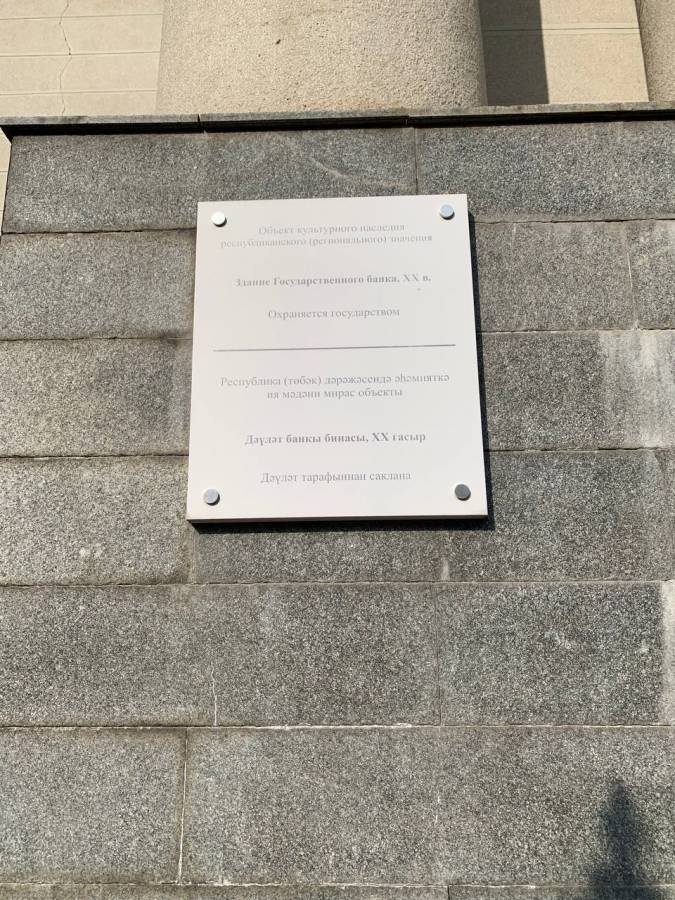 Объект культурного наследия
республиканского (регионального) значения
Здание Государственного банка, XX в.
Охраняется государством
Республика (төбәк) дәрәҗәсендә әһәмияткә
ия мәдәни мирас объекты
Дәүләт банкы бинасы, XX гасыр
Дәүләт тарафыннан саклана